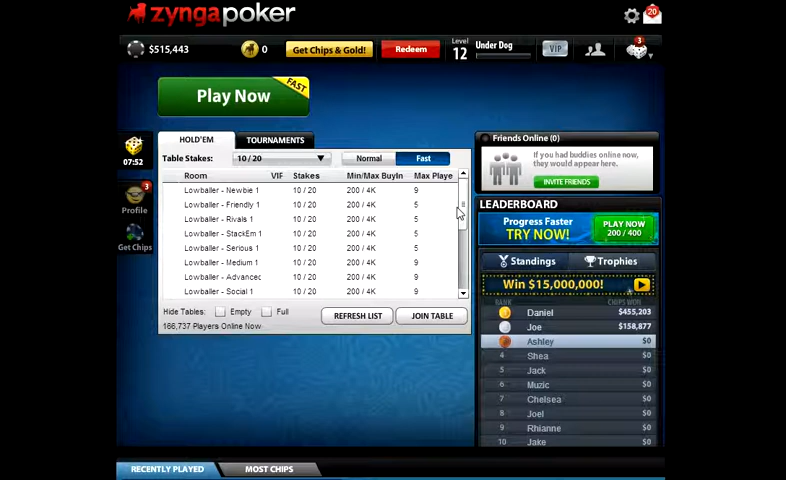 zyngapoker
20
$515,443
0
Get Chips & Gold!
Redeem
Level
12
Under Dog
VIP
3
Play Now
FAST
HOLD'EM
TOURNAMENTS
Table Stakes:
10 / 20
Normal
Fast
Room VIF Stakes Min/Max BuyIn Max Playe
Lowballer - Newbie 1 10 / 20 200 / 4K 9
Lowballer - Friendly 1 10 / 20 200 / 4K 5
Lowballer - Rivals 1 10 / 20 200 / 4K 5
Lowballer - StackEm 1 10 / 20 200 / 4K 5
Lowballer - Serious 1 10 / 20 200 / 4K 5
Lowballer - Medium 1 10 / 20 200 / 4K 9
Lowballer - Advanced 10 / 20 200 / 4K 9
Lowballer - Social 1 10 / 20 200 / 4K 9
Hide Tables: Empty Full
REFRESH LIST
JOIN TABLE
166,737 Players Online Now
07:52
3
Profile
Get Chips
Friends Online (0)
If you had buddies online now,
they would appear here.
INVITE FRIENDS
LEADERBOARD
Progress Faster
TRY NOW!
PLAY NOW
200 / 400
Standings
Trophies
Win $15,000,000!
RANK CHIPS WON
Daniel $455,203
Joe $158,877
Ashley $0
4 Shea $0
5 Jack $0
6 Muzic $0
7 Chelsea $0
8 Joel $0
9 Rhianne $0
10 Jake $0
RECENTLY PLAYED
MOST CHIPS